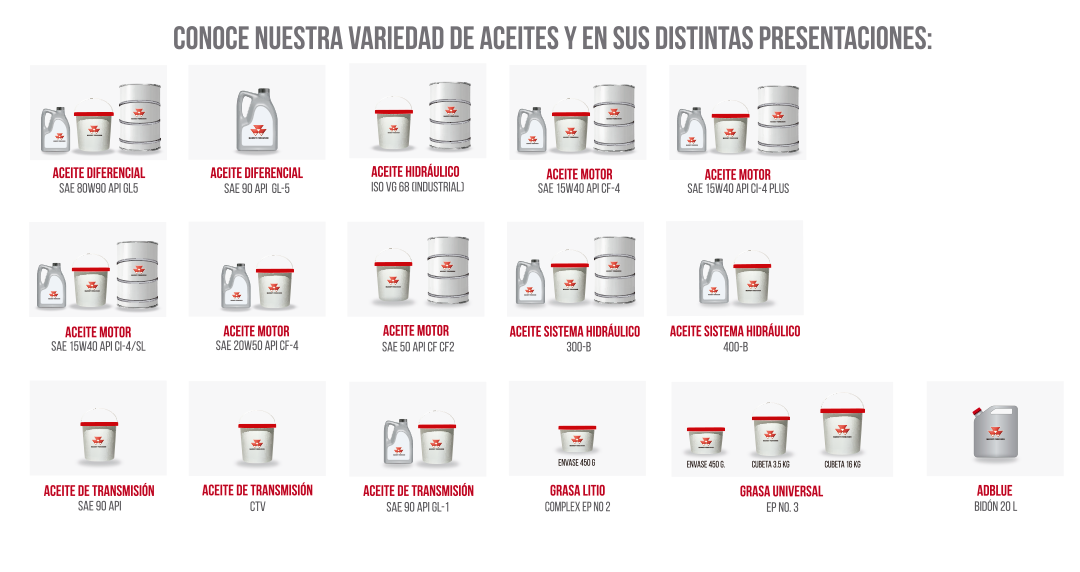 CONOCE NUESTRA VARIEDAD DE ACEITES Y EN SUS DISTINTAS PRESENTACIONES:
ACEITE DIFERENCIAL
SAE 80W90 API GL5
ACEITE DIFERENCIAL
SAE 90 API GL-5
ACEITE HIDRÁULICO
ISO VG 68 (INDUSTRIAL)
ACEITE MOTOR
SAE 15W40 API CF-4
ACEITE MOTOR
SAE 15W40 API CI-4 PLUS
ACEITE MOTOR
SAE 15W40 API CI-4/SL
ACEITE MOTOR
SAE 20W50 API CF-4
ACEITE MOTOR
SAE 50 API CF CF2
ACEITE SISTEMA HIDRÁULICO
300-B
ACEITE SISTEMA HIDRÁULICO
400-B
ACEITE DE TRANSMISIÓN
SAE 90 API
ACEITE DE TRANSMISIÓN
CTV
ACEITE DE TRANSMISIÓN
SAE 90 API GL-1
ENVASE 450 G
GRASA LITIO
COMPLEX EP NO 2
ENVASE 450 G.
CUBETA 3.5 KG
CUBETA 16 KG
GRASA UNIVERSAL
EP NO. 3
ADBLUE
BIDÓN 20 L